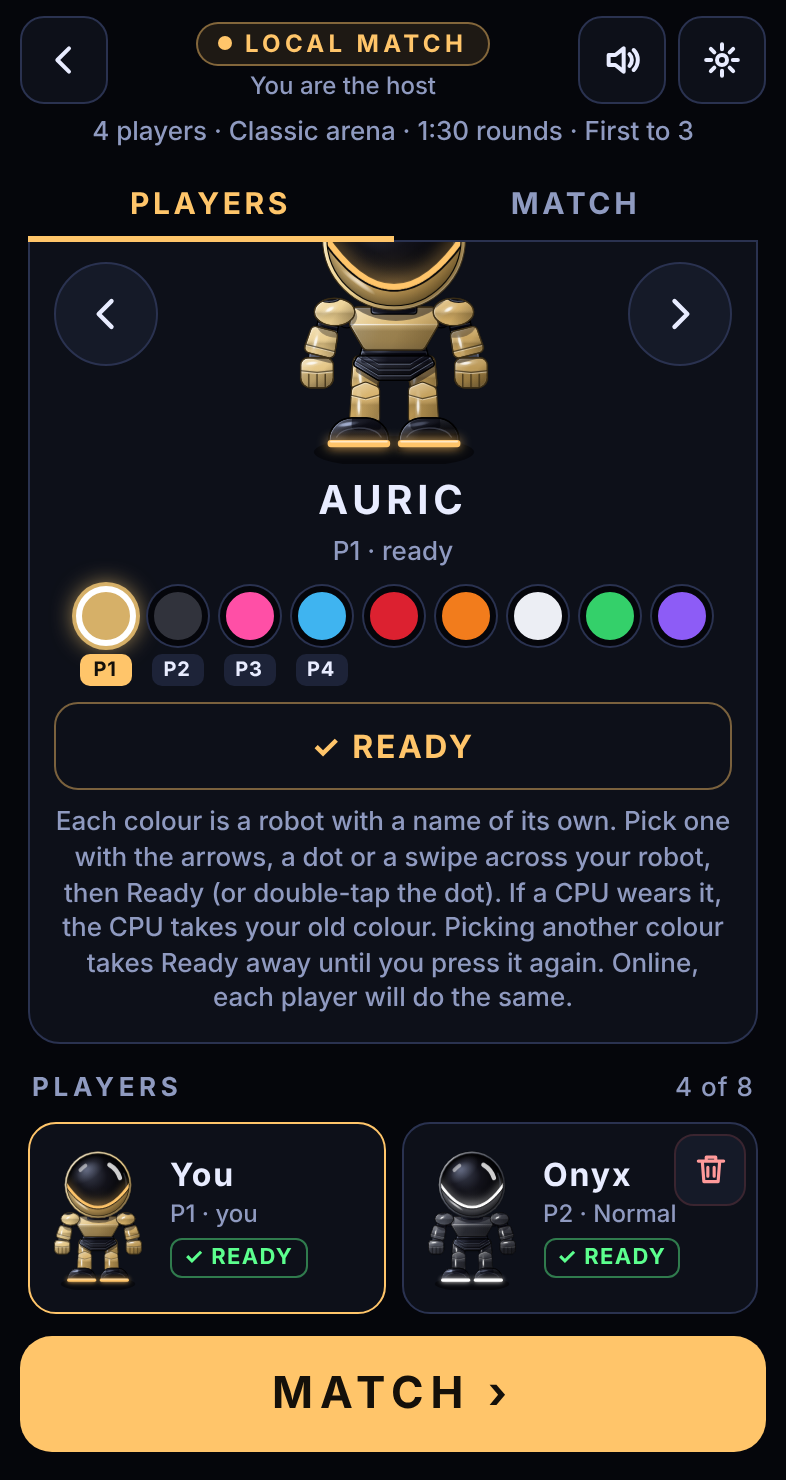 LOCAL MATCH
You are the host
4 players · Classic arena · 1:30 rounds · First to 3
PLAYERS
MATCH
AURIC
P1 · ready
P1
P2
P3
P4
✓ READY
Each colour is a robot with a name of its own. Pick one
with the arrows, a dot or a swipe across your robot,
then Ready (or double-tap the dot). If a CPU wears it,
the CPU takes your old colour. Picking another colour
takes Ready away until you press it again. Online,
each player will do the same.
PLAYERS
4 of 8
You
P1 · you
✓ READY
Onyx
P2 · Normal
✓ READY
MATCH ›